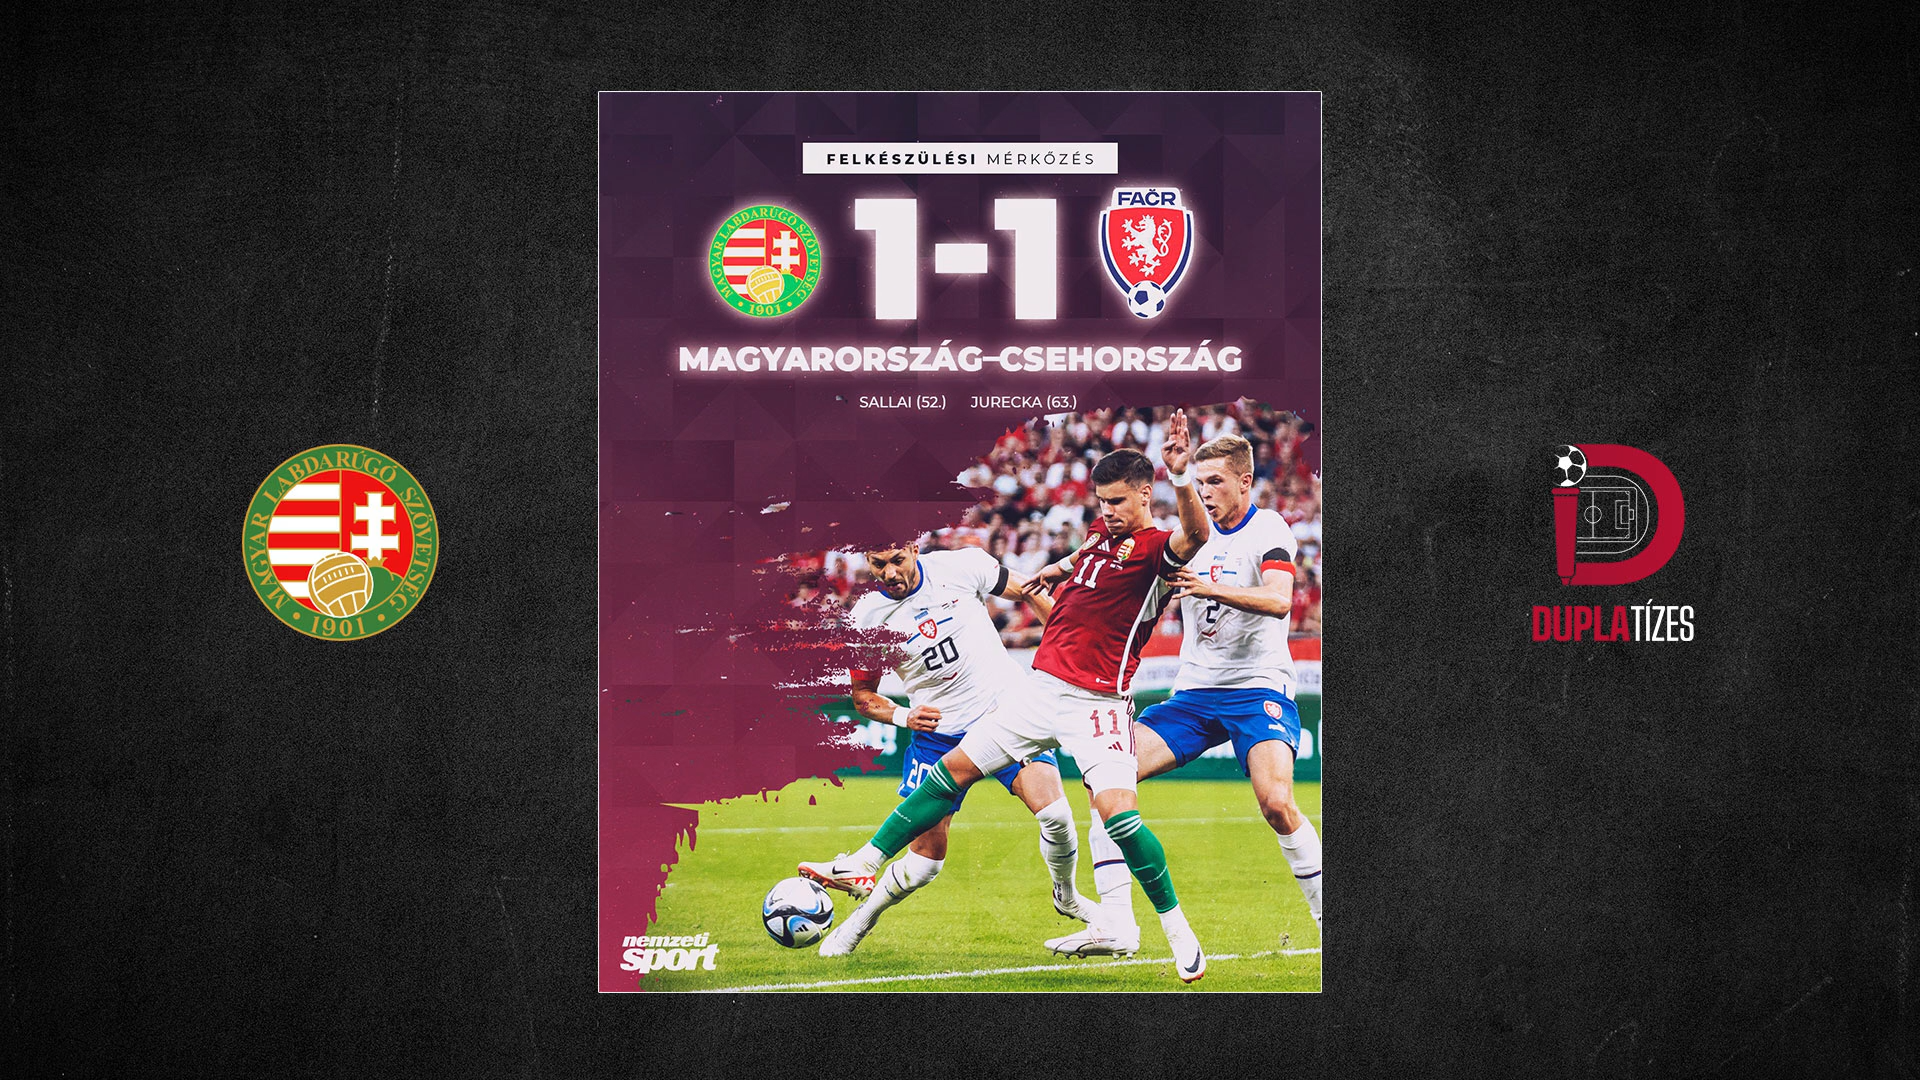 FELKÉSZÜLÉSI MÉRKŐZÉS
FAČR
1-1
MAGYAR LABDARÚGÓ SZÖVETSÉG
• 1901 •
MAGYARORSZÁG–CSEHORSZÁG
SALLAI (52.) JURECKA (63.)
MAGYAR LABDARÚGÓ SZÖVETSÉG
• 1901 •
DUPLATÍZES
11
2
20
11
20
nemzeti
sport